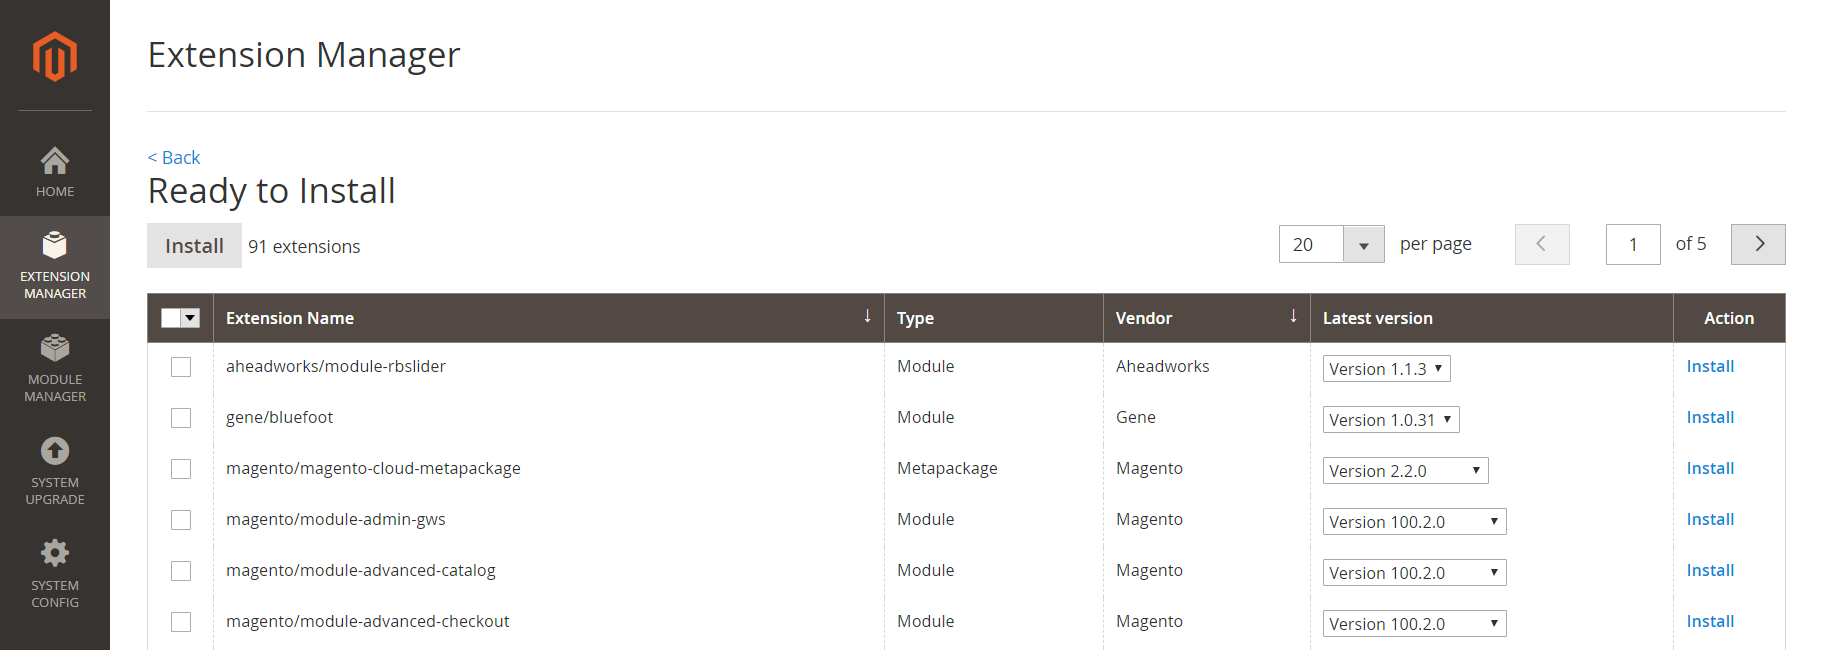 Extension Manager
HOME
EXTENSION
MANAGER
MODULE
MANAGER
SYSTEM
UPGRADE
SYSTEM
CONFIG
< Back
Ready to Install
Install 91 extensions 20 per page 1 of 5
Extension Name ↓ Type Vendor ↓ Latest version Action
aheadworks/module-rbslider Module Aheadworks Version 1.1.3 Install
gene/bluefoot Module Gene Version 1.0.31 Install
magento/magento-cloud-metapackage Metapackage Magento Version 2.2.0 Install
magento/module-admin-gws Module Magento Version 100.2.0 Install
magento/module-advanced-catalog Module Magento Version 100.2.0 Install
magento/module-advanced-checkout Module Magento Version 100.2.0 Install